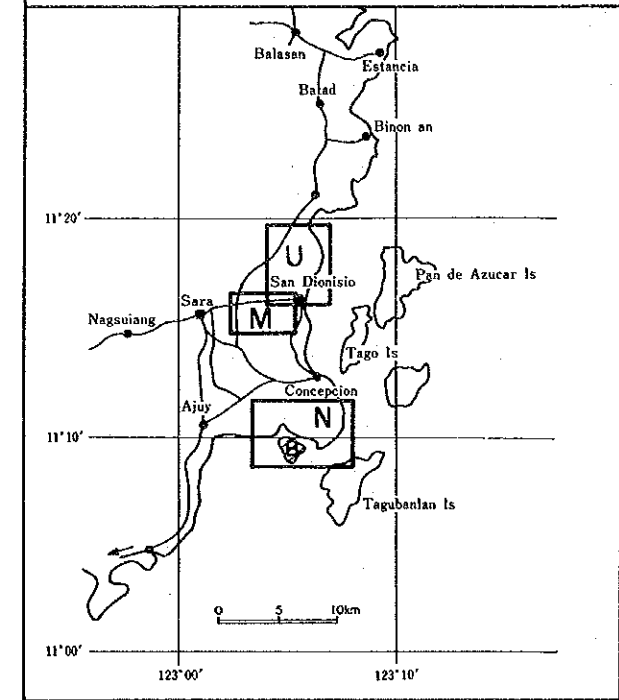 Balasan
Estancia
Balad
Binon an
11°20'
U
San Dionisio
Pan de Azucar Is
Sara
M
Nagsuiang
Tago Is
Concepcion
Ajuy
N
11°10'
B
Tagubanlan Is
0 5 10km
11°00'
123°00' 123°10'